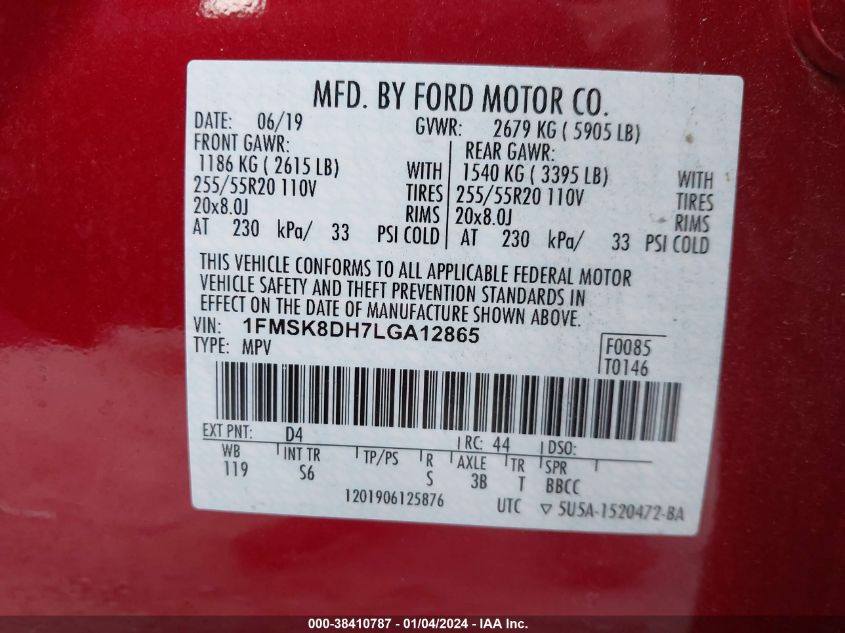 MFD. BY FORD MOTOR CO.
DATE: 06/19 GVWR: 2679 KG ( 5905 LB)
FRONT GAWR: REAR GAWR:
1186 KG ( 2615 LB) WITH 1540 KG ( 3395 LB) WITH
255/55R20 110V TIRES 255/55R20 110V TIRES
20x8.0J RIMS 20x8.0J RIMS
AT 230 kPa/ 33 PSI COLD AT 230 kPa/ 33 PSI COLD
THIS VEHICLE CONFORMS TO ALL APPLICABLE FEDERAL MOTOR
VEHICLE SAFETY AND THEFT PREVENTION STANDARDS IN
EFFECT ON THE DATE OF MANUFACTURE SHOWN ABOVE.
VIN: 1FMSK8DH7LGA12865 F0085
TYPE: MPV T0146
EXT PNT: D4 RC: 44 DSO:
WB INT TR TP/PS R AXLE TR SPR
119 S6 S 3B T BBCC
1201906125876 UTC ▽ 5U5A-1520472-BA
000-38410787 - 01/04/2024 - IAA Inc.